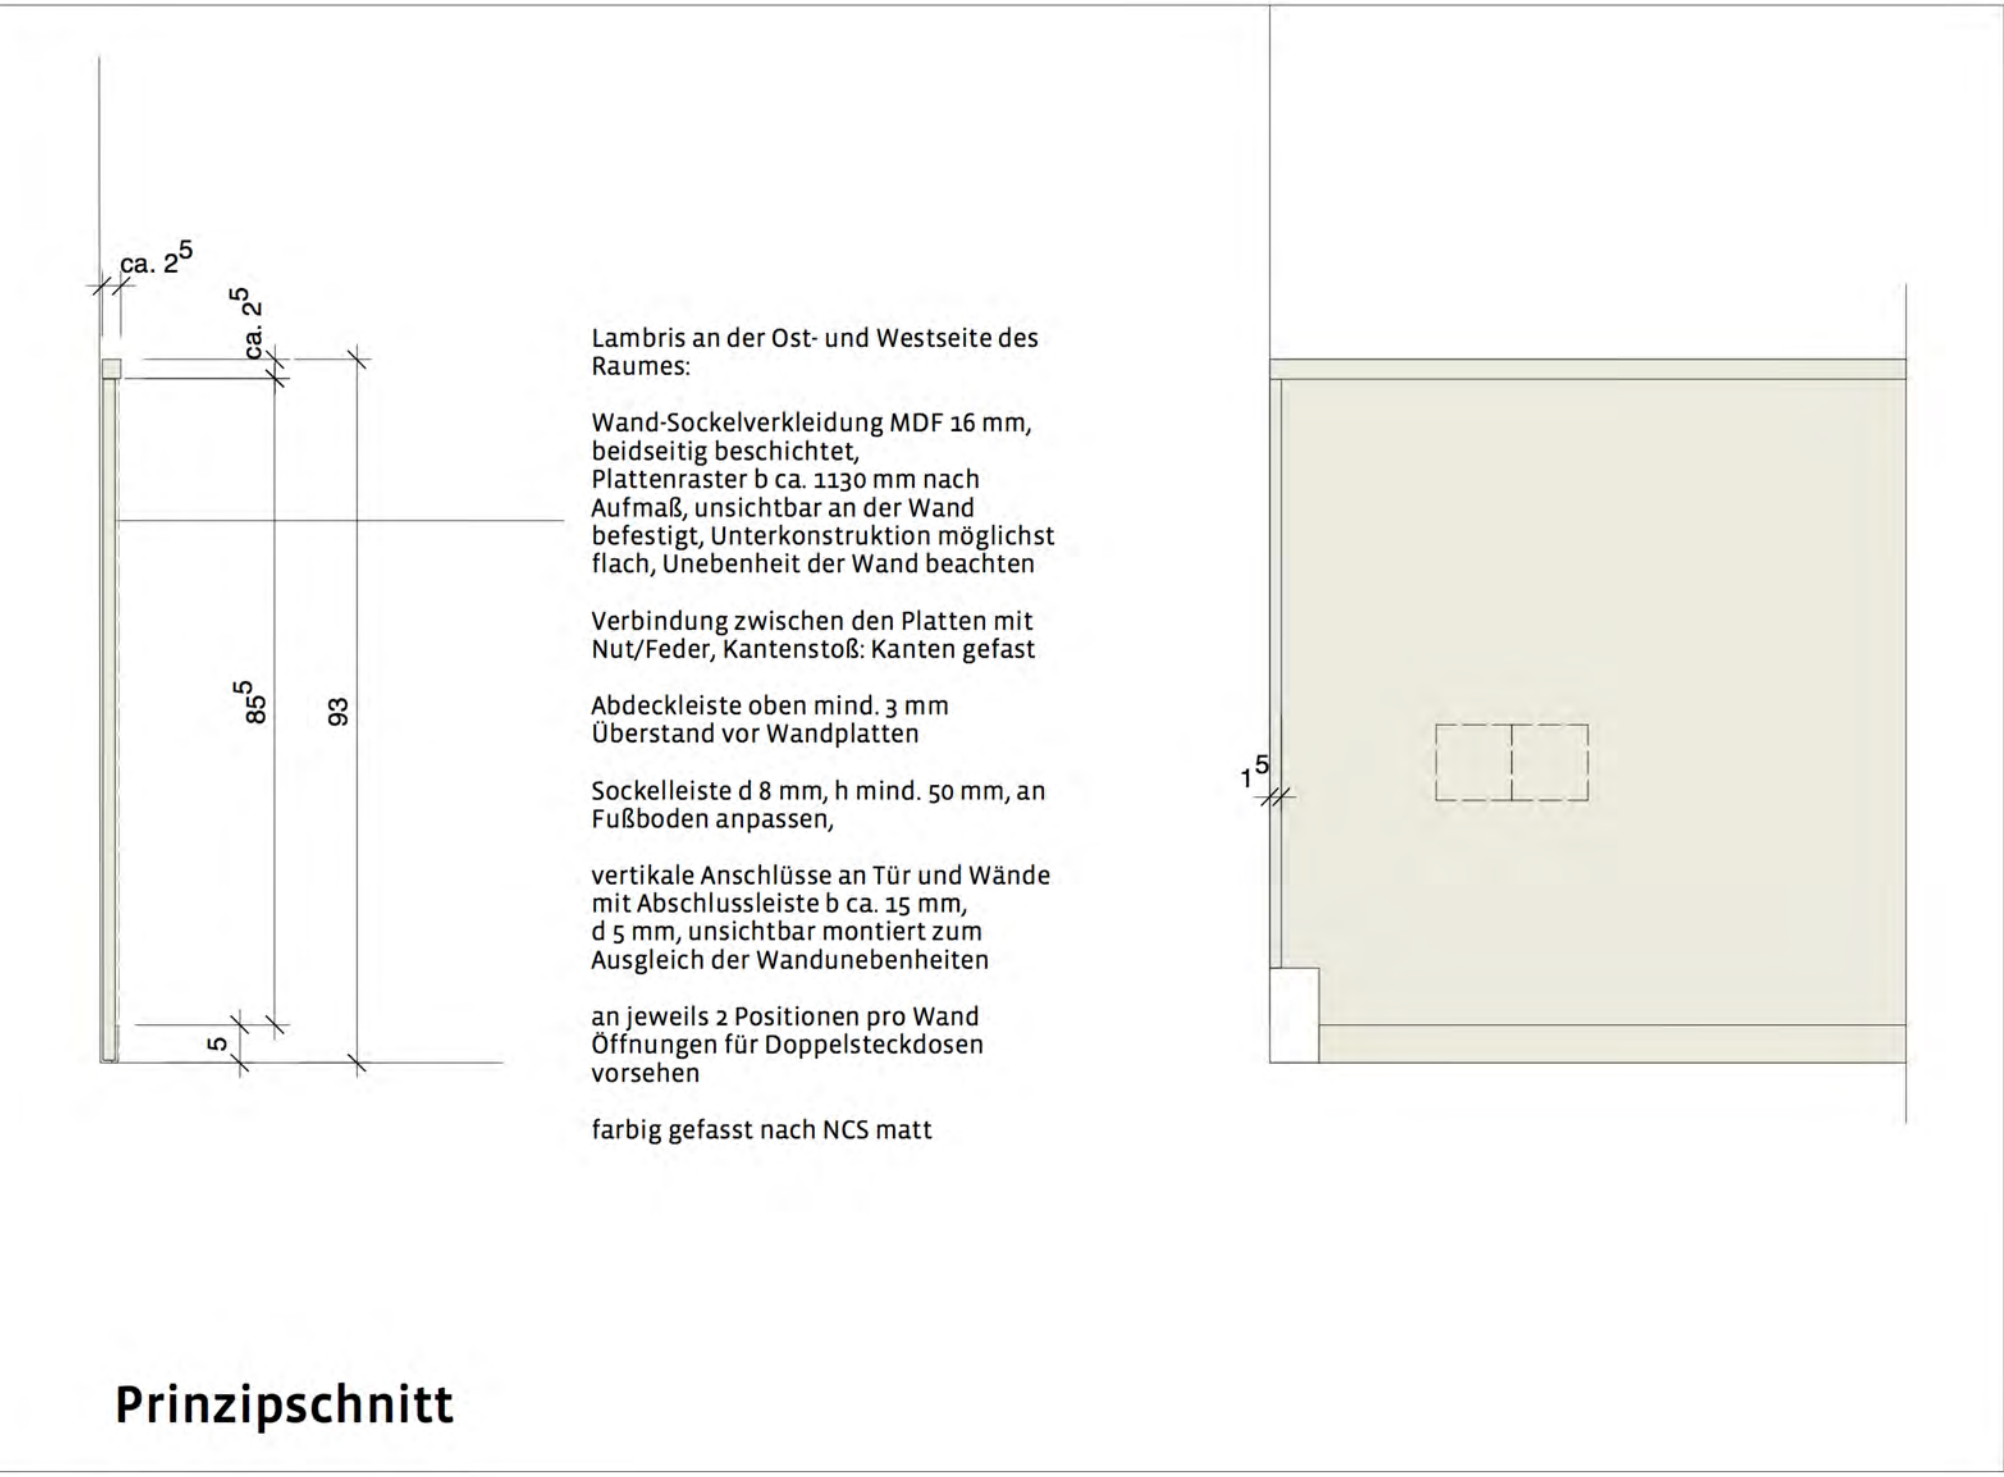 ca. 2⁵
ca. 2⁵
85⁵
93
5
Lambris an der Ost- und Westseite des
Raumes:
Wand-Sockelverkleidung MDF 16 mm,
beidseitig beschichtet,
Plattenraster b ca. 1130 mm nach
Aufmaß, unsichtbar an der Wand
befestigt, Unterkonstruktion möglichst
flach, Unebenheit der Wand beachten
Verbindung zwischen den Platten mit
Nut/Feder, Kantenstoß: Kanten gefast
Abdeckleiste oben mind. 3 mm
Überstand vor Wandplatten
Sockelleiste d 8 mm, h mind. 50 mm, an
Fußboden anpassen,
vertikale Anschlüsse an Tür und Wände
mit Abschlussleiste b ca. 15 mm,
d 5 mm, unsichtbar montiert zum
Ausgleich der Wandunebenheiten
an jeweils 2 Positionen pro Wand
Öffnungen für Doppelsteckdosen
vorsehen
farbig gefasst nach NCS matt
1⁵
Prinzipschnitt